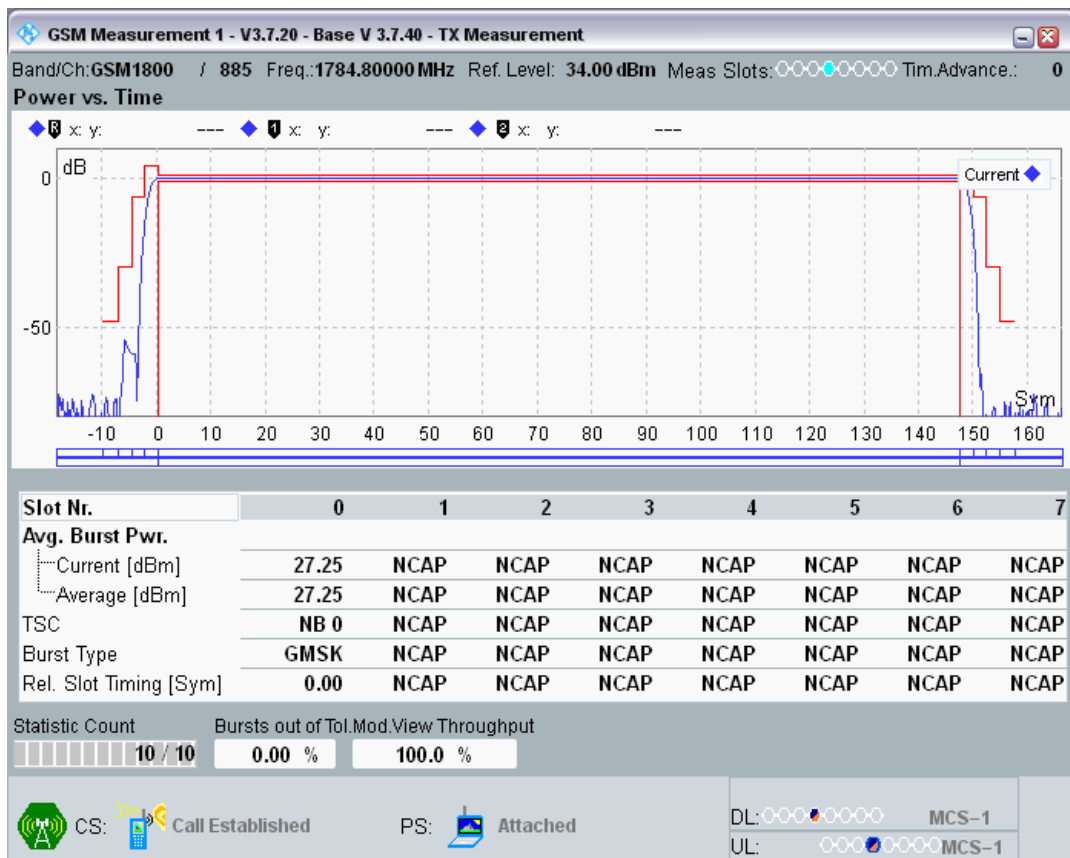 GSM Measurement 1 - V3.7.20 - Base V 3.7.40 - TX Measurement
Band/Ch:GSM1800 / 885 Freq.:1784.80000 MHz Ref. Level: 34.00 dBm Meas Slots: Tim.Advance.: 0
Power vs. Time
R x: y: --- 1 x: y: --- 2 x: y: ---
dB
Current
0
-50
Sym
-10 0 10 20 30 40 50 60 70 80 90 100 110 120 130 140 150 160
Slot Nr. 0 1 2 3 4 5 6 7
Avg. Burst Pwr.
Current [dBm] 27.25 NCAP NCAP NCAP NCAP NCAP NCAP NCAP
Average [dBm] 27.25 NCAP NCAP NCAP NCAP NCAP NCAP NCAP
TSC NB 0 NCAP NCAP NCAP NCAP NCAP NCAP NCAP
Burst Type GMSK NCAP NCAP NCAP NCAP NCAP NCAP NCAP
Rel. Slot Timing [Sym] 0.00 NCAP NCAP NCAP NCAP NCAP NCAP NCAP
Statistic Count Bursts out of Tol. Mod.View Throughput
10 / 10 0.00 % 100.0 %
CS: Call Established PS: Attached
DL: MCS-1
UL: MCS-1